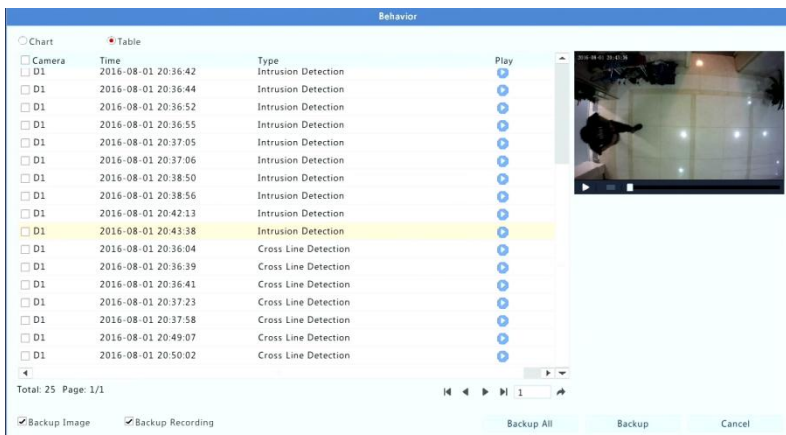 Behavior
Chart Table
Camera Time Type Play
D1 2016-08-01 20:36:42 Intrusion Detection
D1 2016-08-01 20:36:44 Intrusion Detection
D1 2016-08-01 20:36:52 Intrusion Detection
D1 2016-08-01 20:36:55 Intrusion Detection
D1 2016-08-01 20:37:05 Intrusion Detection
D1 2016-08-01 20:37:06 Intrusion Detection
D1 2016-08-01 20:38:50 Intrusion Detection
D1 2016-08-01 20:38:56 Intrusion Detection
D1 2016-08-01 20:42:13 Intrusion Detection
D1 2016-08-01 20:43:38 Intrusion Detection
D1 2016-08-01 20:36:04 Cross Line Detection
D1 2016-08-01 20:36:39 Cross Line Detection
D1 2016-08-01 20:36:41 Cross Line Detection
D1 2016-08-01 20:37:23 Cross Line Detection
D1 2016-08-01 20:37:58 Cross Line Detection
D1 2016-08-01 20:49:07 Cross Line Detection
D1 2016-08-01 20:50:02 Cross Line Detection
Total: 25 Page: 1/1 1
Backup Image Backup Recording Backup All Backup Cancel